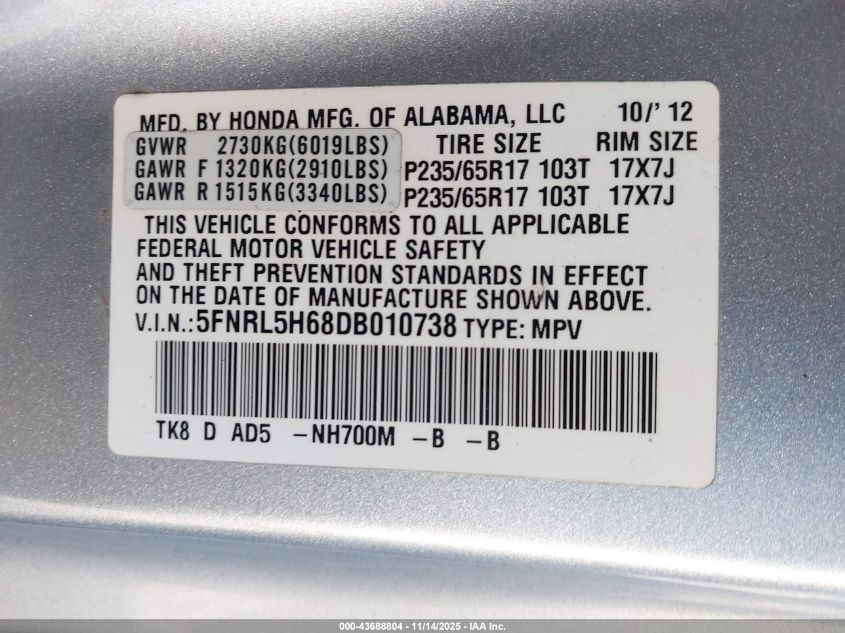 MFD. BY HONDA MFG. OF ALABAMA, LLC 10/' 12
GVWR 2730KG(6019LBS) TIRE SIZE RIM SIZE
GAWR F 1320KG(2910LBS) P235/65R17 103T 17X7J
GAWR R 1515KG(3340LBS) P235/65R17 103T 17X7J
THIS VEHICLE CONFORMS TO ALL APPLICABLE
FEDERAL MOTOR VEHICLE SAFETY
AND THEFT PREVENTION STANDARDS IN EFFECT
ON THE DATE OF MANUFACTURE SHOWN ABOVE.
V.I.N.: 5FNRL5H68DB010738 TYPE: MPV
TK8 D AD5 -NH700M -B -B
000-43688804 - 11/14/2025 - IAA Inc.